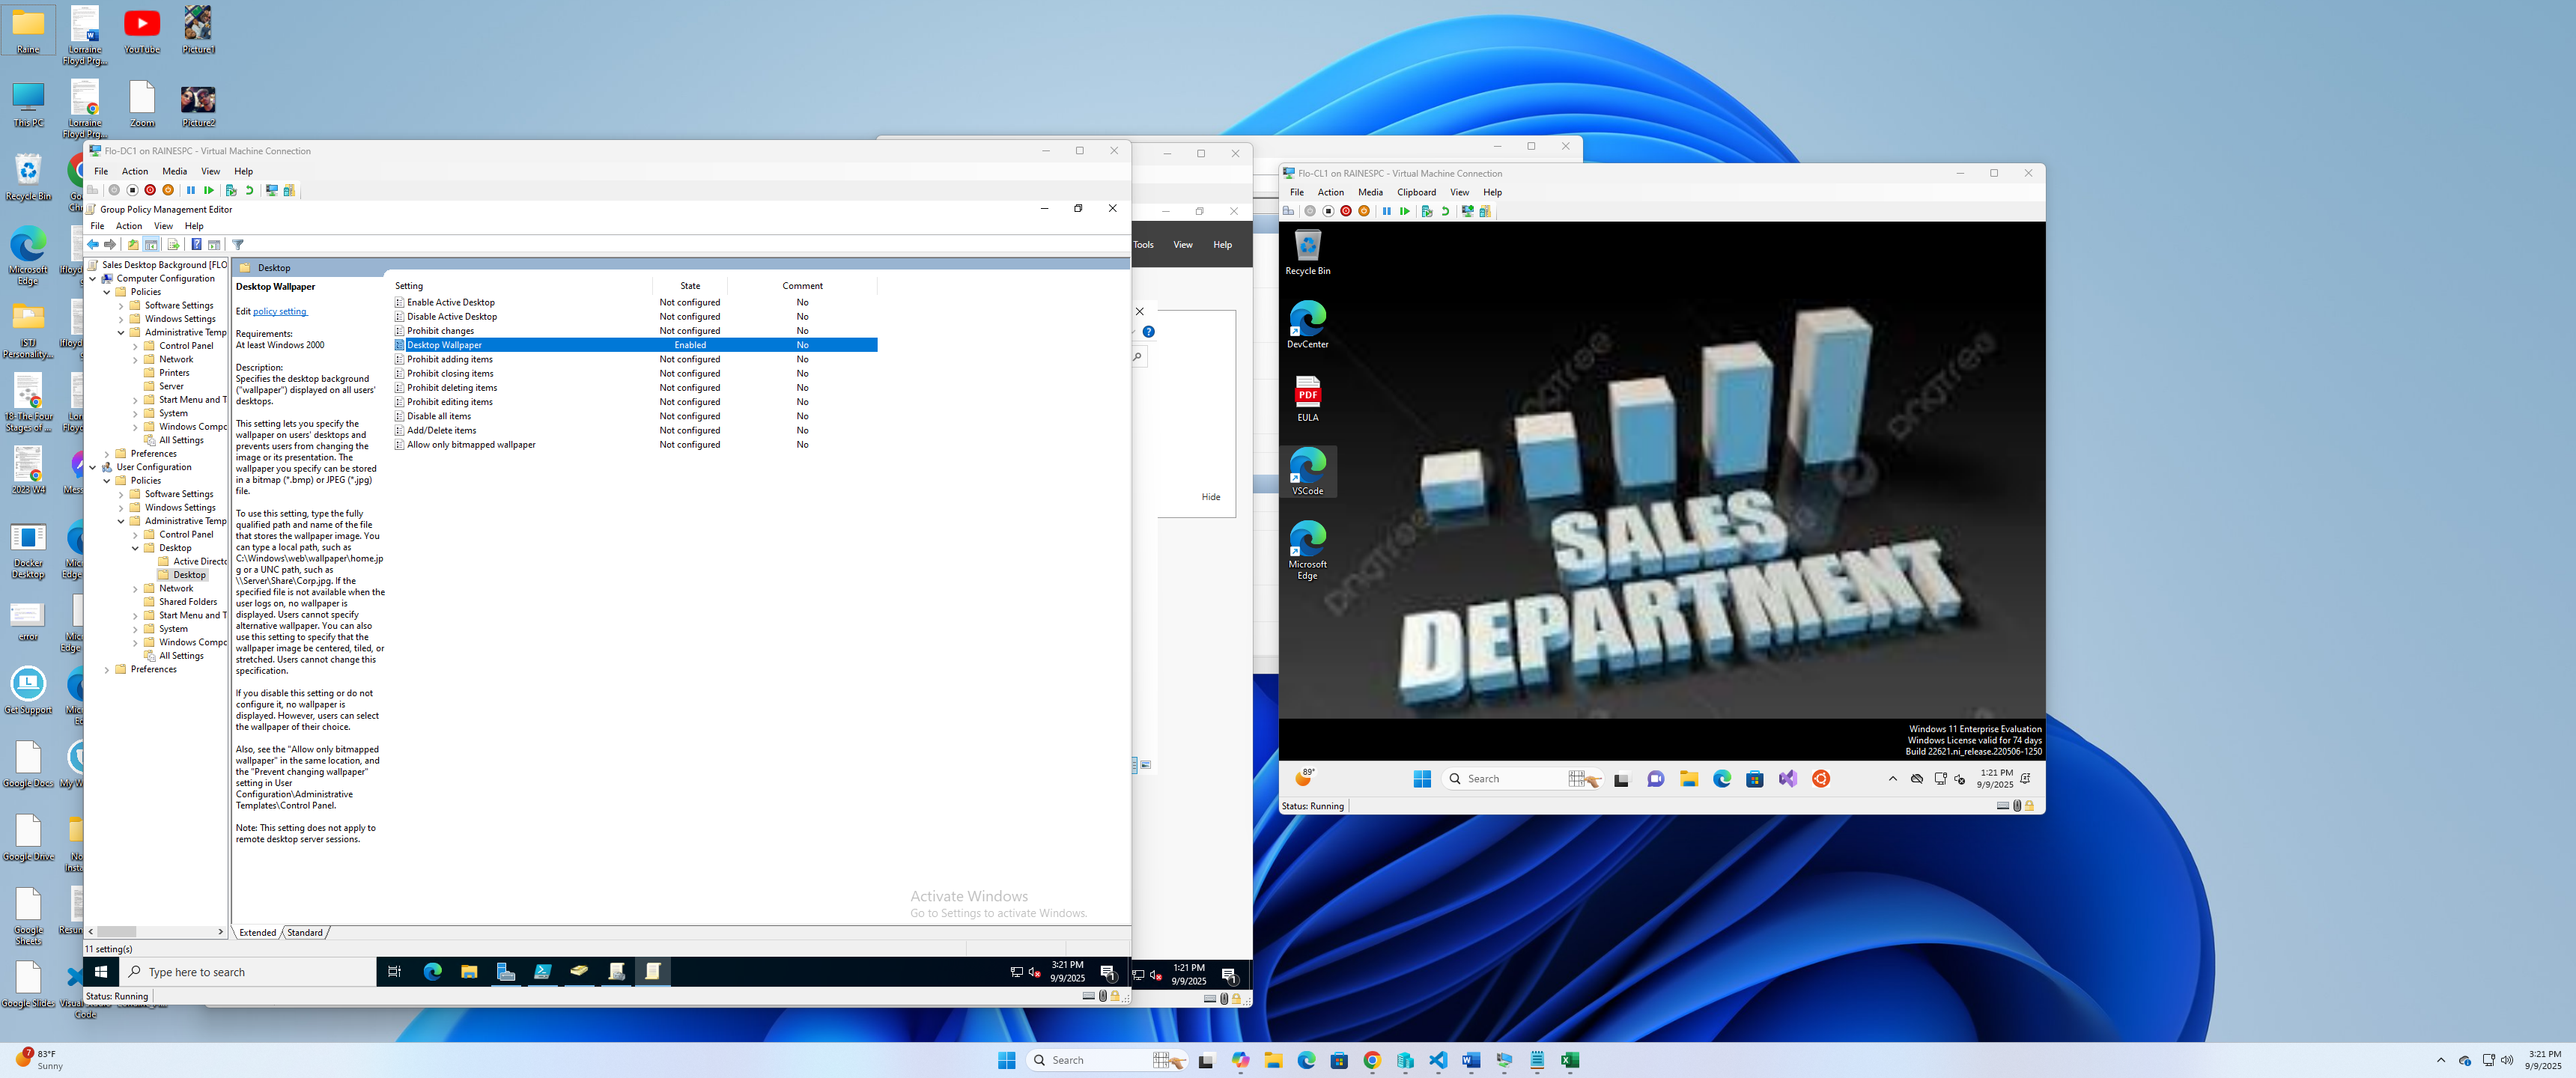 Raine
Lorraine
Floyd Prg...
YouTube
Picture1
This PC
Lorraine
Floyd Prg...
Zoom
Picture2
Recycle Bin
Microsoft
Edge
ISTJ
Personality...
18-The Four
Stages of ...
2023 W4
Docker
Desktop
error
Get Support
Google Docs
Google Drive
Google
Sheets
Google Slides
Code
Flo-DC1 on RAINESPC - Virtual Machine Connection
File Action Media View Help
Group Policy Management Editor
File Action View Help
Sales Desktop Background [FLO
Computer Configuration
Policies
Software Settings
Windows Settings
Administrative Temp
Control Panel
Network
Printers
Server
Start Menu and T
System
Windows Compo
All Settings
Preferences
User Configuration
Policies
Software Settings
Windows Settings
Administrative Temp
Control Panel
Desktop
Active Directo
Desktop
Network
Shared Folders
Start Menu and T
System
Windows Compo
All Settings
Preferences
Desktop
Desktop Wallpaper
Edit policy setting
Requirements:
At least Windows 2000
Description:
Specifies the desktop background
("wallpaper") displayed on all users'
desktops.
This setting lets you specify the
wallpaper on users' desktops and
prevents users from changing the
image or its presentation. The
wallpaper you specify can be stored
in a bitmap (*.bmp) or JPEG (*.jpg)
file.
To use this setting, type the fully
qualified path and name of the file
that stores the wallpaper image. You
can type a local path, such as
C:\Windows\web\wallpaper\home.jp
g or a UNC path, such as
\\Server\Share\Corp.jpg. If the
specified file is not available when the
user logs on, no wallpaper is
displayed. Users cannot specify
alternative wallpaper. You can also
use this setting to specify that the
wallpaper image be centered, tiled, or
stretched. Users cannot change this
specification.
If you disable this setting or do not
configure it, no wallpaper is
displayed. However, users can select
the wallpaper of their choice.
Also, see the "Allow only bitmapped
wallpaper" in the same location, and
the "Prevent changing wallpaper"
setting in User
Configuration\Administrative
Templates\Control Panel.
Note: This setting does not apply to
remote desktop server sessions.
Setting State Comment
Enable Active Desktop Not configured No
Disable Active Desktop Not configured No
Prohibit changes Not configured No
Desktop Wallpaper Enabled No
Prohibit adding items Not configured No
Prohibit closing items Not configured No
Prohibit deleting items Not configured No
Prohibit editing items Not configured No
Disable all items Not configured No
Add/Delete items Not configured No
Allow only bitmapped wallpaper Not configured No
Activate Windows
Go to Settings to activate Windows.
Extended Standard
11 setting(s)
Type here to search
3:21 PM
9/9/2025
Status: Running
Tools View Help
Hide
1:21 PM
9/9/2025
Flo-CL1 on RAINESPC - Virtual Machine Connection
File Action Media Clipboard View Help
Recycle Bin
DevCenter
PDF
EULA
VSCode
Microsoft
Edge
SALES
DEPARTMENT
pngtree
pngtree
pngtree
Windows 11 Enterprise Evaluation
Windows License valid for 74 days
Build 22621.ni_release.220506-1250
89°
Search
1:21 PM
9/9/2025
Status: Running
7
83°F
Sunny
Search
3:21 PM
9/9/2025